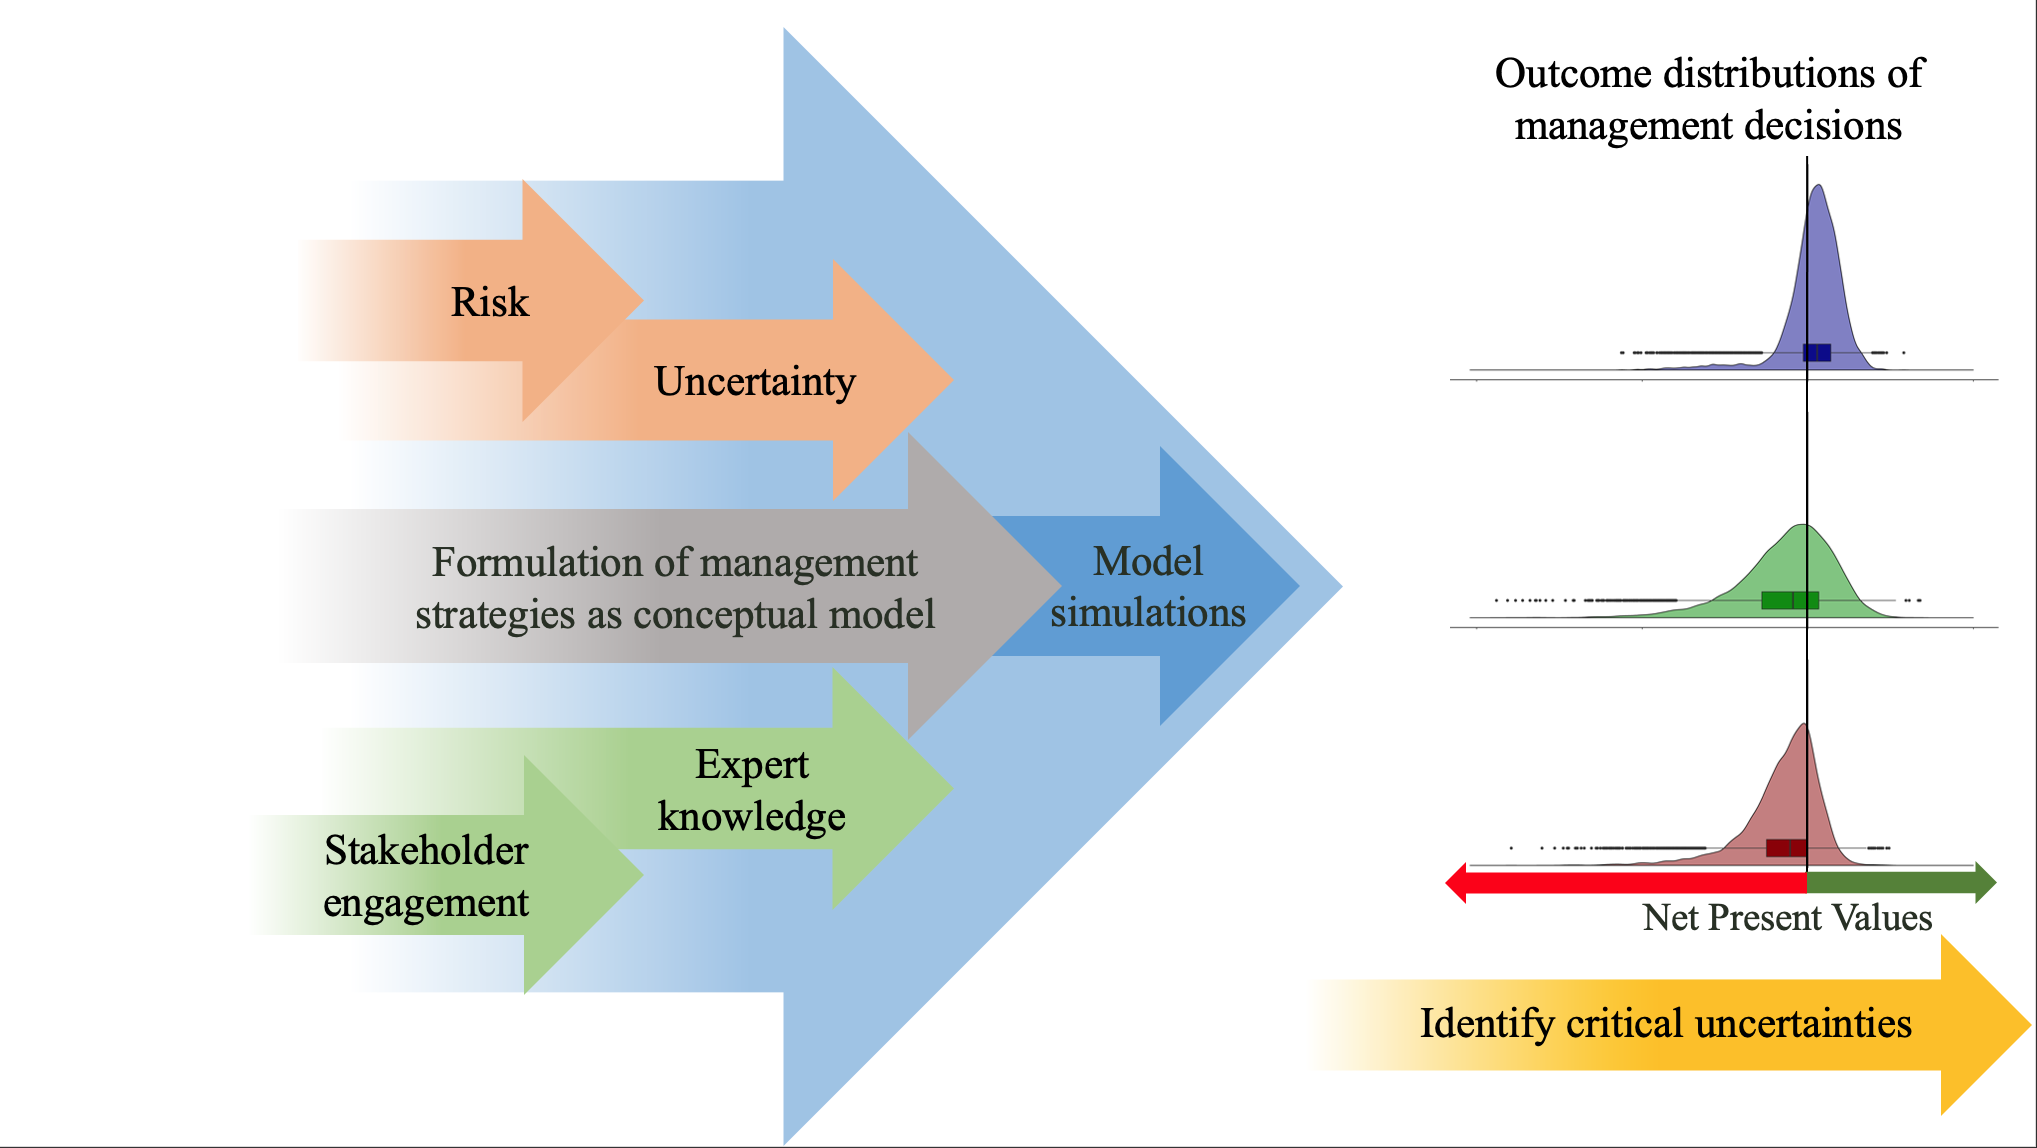 Risk
Uncertainty
Formulation of management
strategies as conceptual model
Model
simulations
Expert
knowledge
Stakeholder
engagement
Outcome distributions of
management decisions
Net Present Values
Identify critical uncertainties